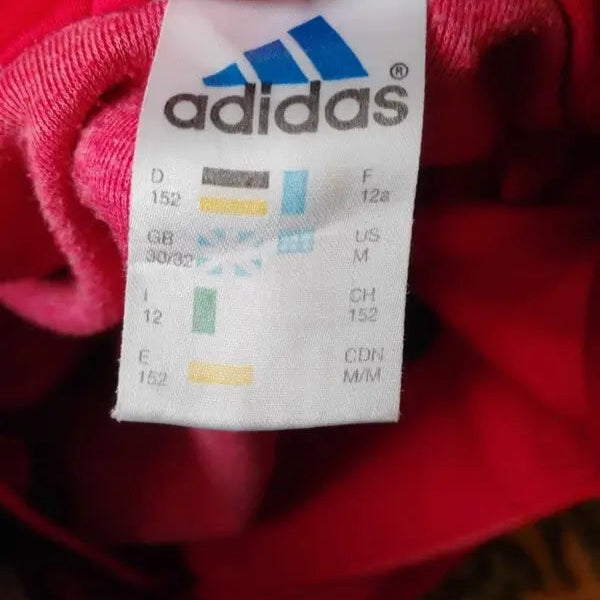 adidas®
D F
152 12a
GB US
30/32 M
I CH
12 152
E CDN
152 M/M